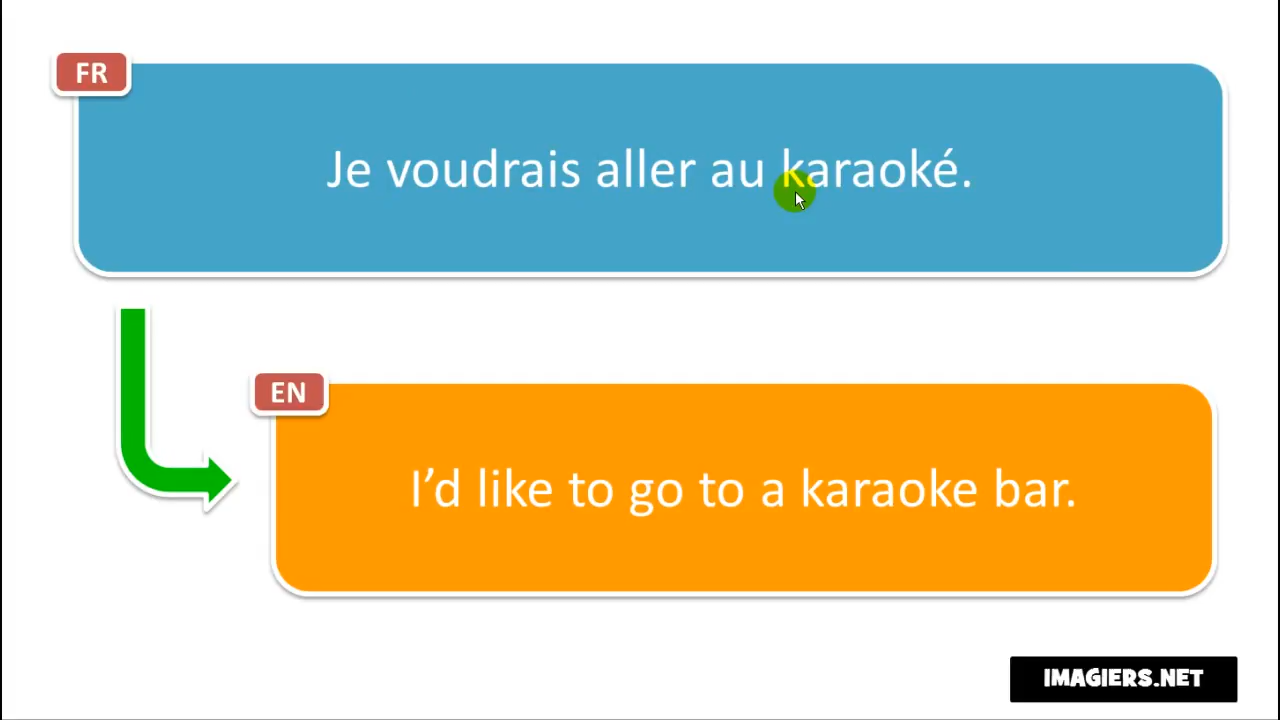 FR
Je voudrais aller au karaoké.
EN
I’d like to go to a karaoke bar.
IMAGIERS.NET